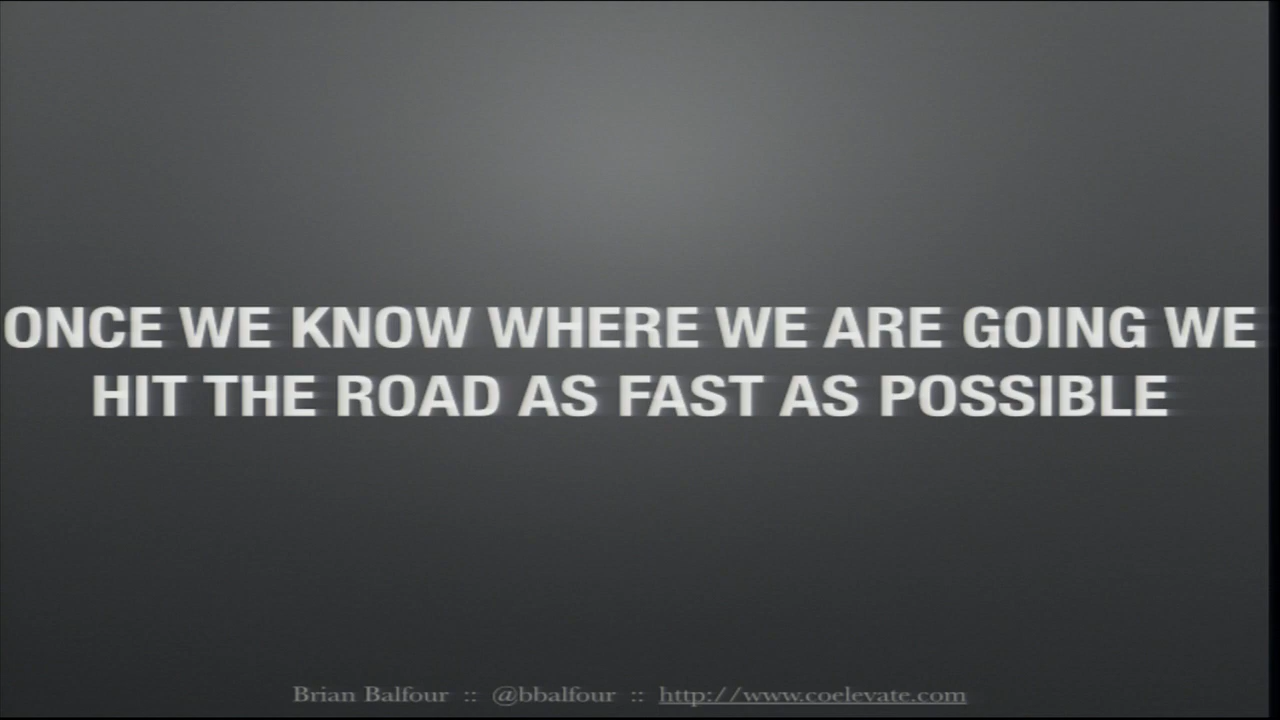 ONCE WE KNOW WHERE WE ARE GOING WE
HIT THE ROAD AS FAST AS POSSIBLE
Brian Balfour :: @bbalfour :: http://www.coelevate.com